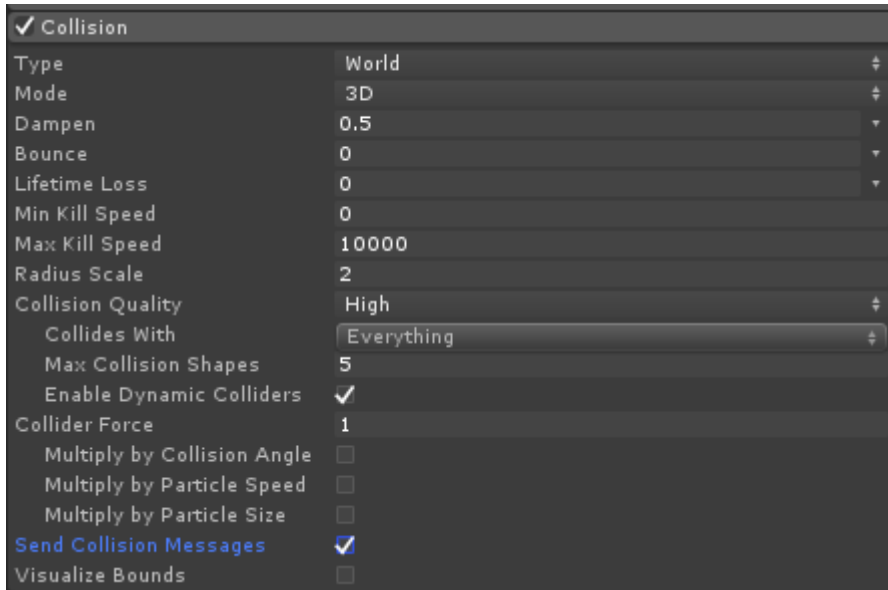 Collision
Type World
Mode 3D
Dampen 0.5
Bounce 0
Lifetime Loss 0
Min Kill Speed 0
Max Kill Speed 10000
Radius Scale 2
Collision Quality High
Collides With Everything
Max Collision Shapes 5
Enable Dynamic Colliders
Collider Force 1
Multiply by Collision Angle
Multiply by Particle Speed
Multiply by Particle Size
Send Collision Messages
Visualize Bounds